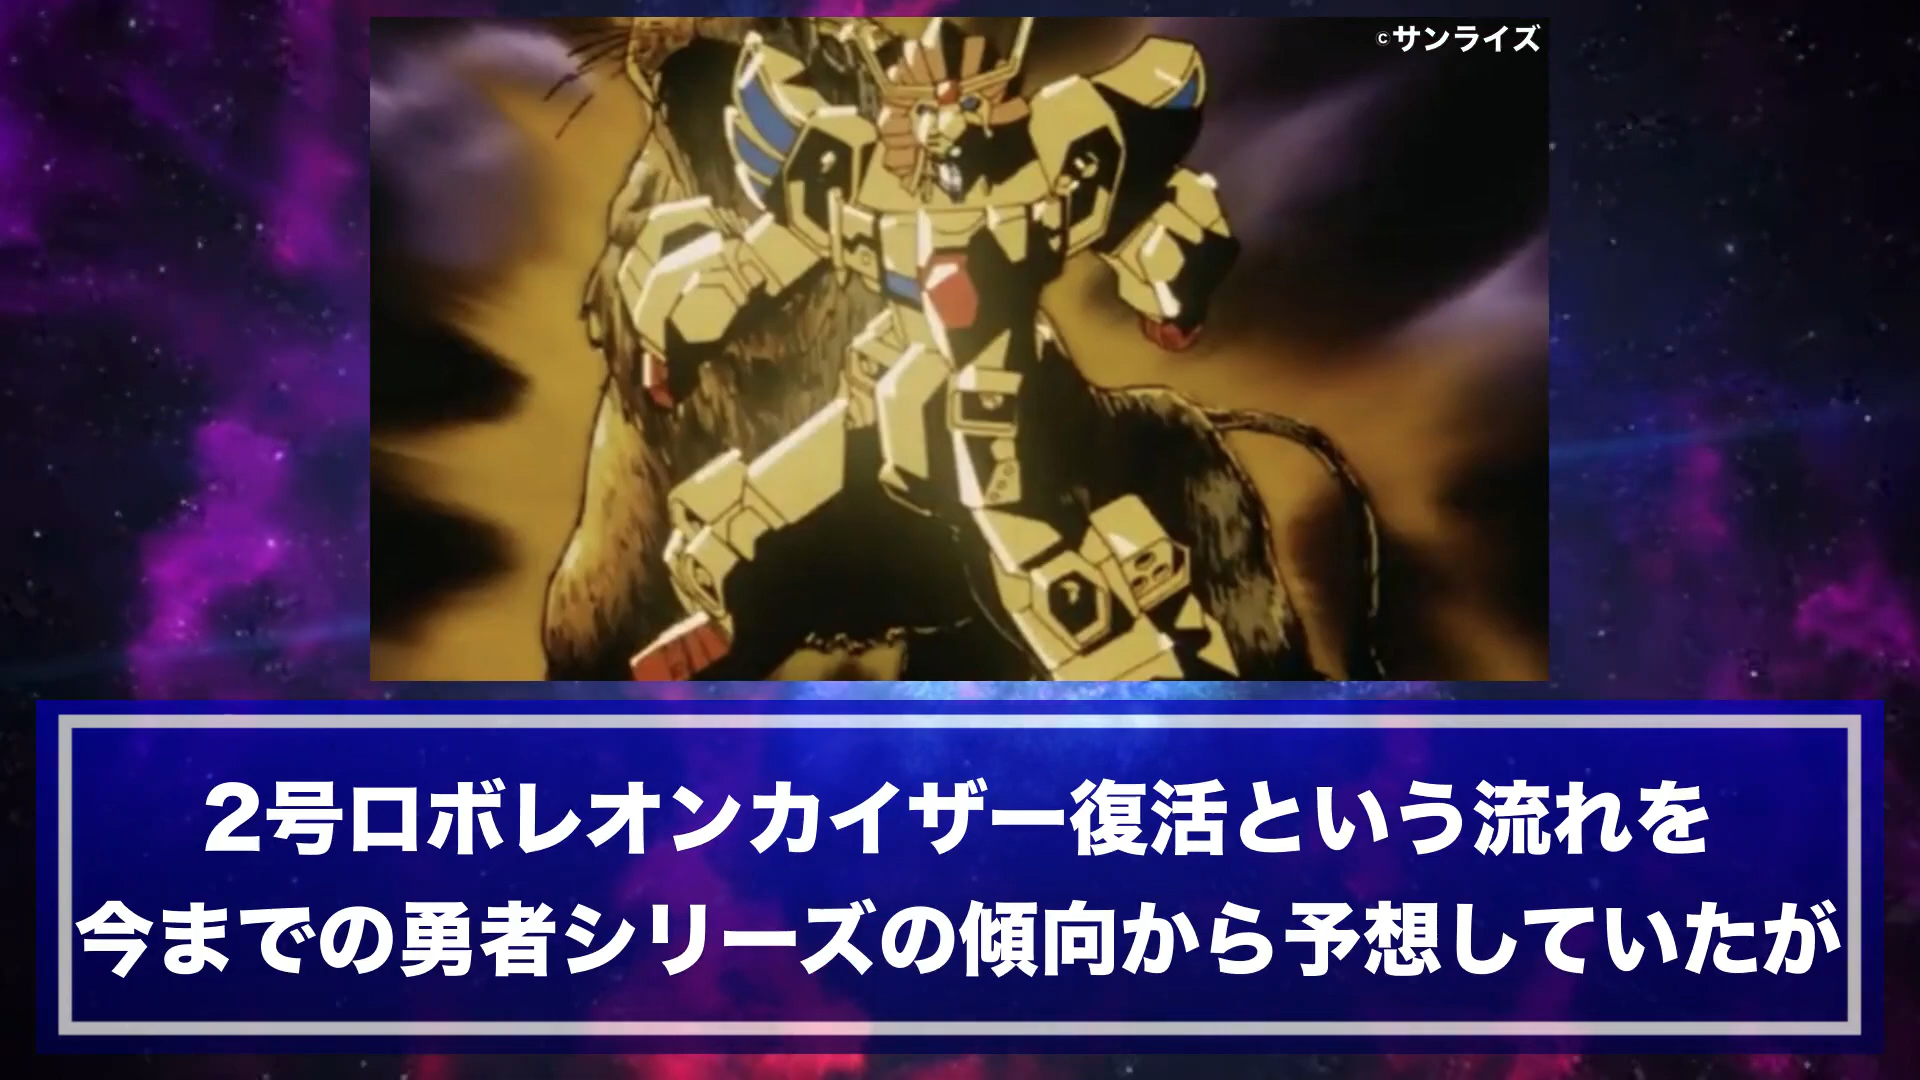 ©サンライズ
2号ロボレオンカイザー復活という流れを
今までの勇者シリーズの傾向から予想していたが